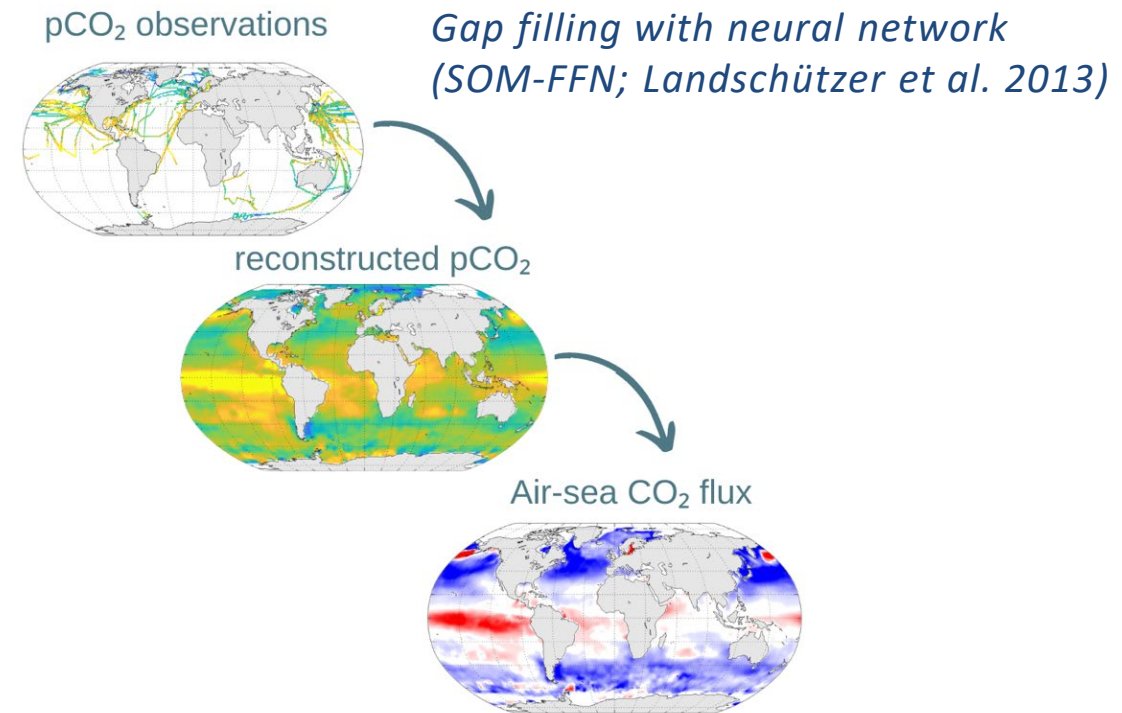 pCO₂ observations
Gap filling with neural network
(SOM-FFN; Landschützer et al. 2013)
reconstructed pCO₂
Air-sea CO₂ flux